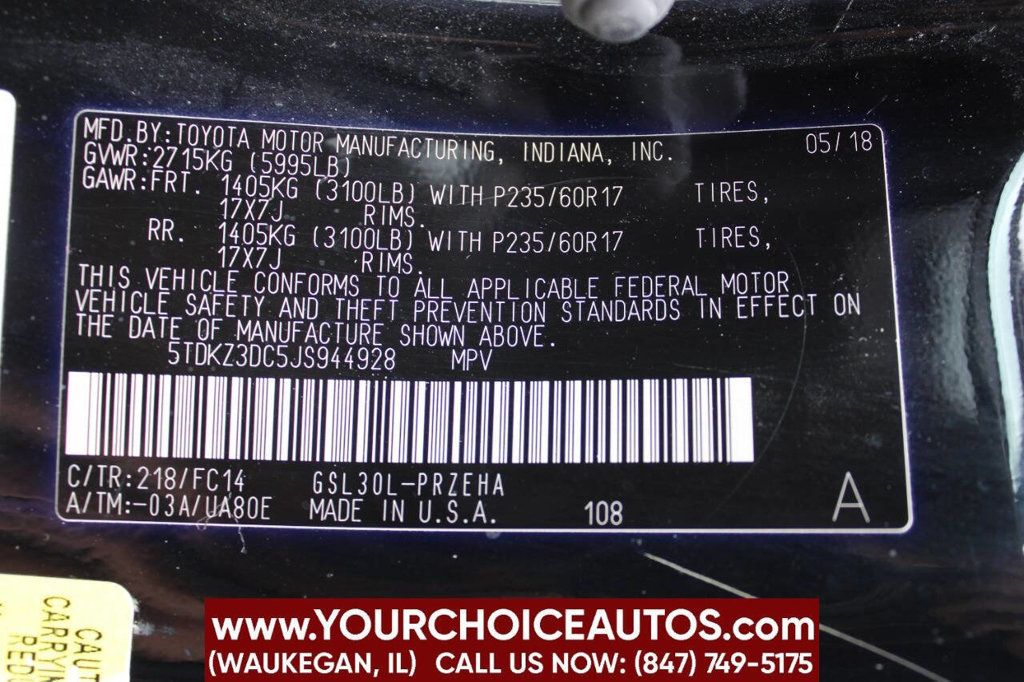 MFD.BY:TOYOTA MOTOR MANUFACTURING, INDIANA, INC. 05/18
GVWR:2715KG (5995LB)
GAWR:FRT. 1405KG (3100LB) WITH P235/60R17 TIRES,
17X7J RIMS.
RR. 1405KG (3100LB) WITH P235/60R17 TIRES,
17X7J RIMS.
THIS VEHICLE CONFORMS TO ALL APPLICABLE FEDERAL MOTOR
VEHICLE SAFETY AND THEFT PREVENTION STANDARDS IN EFFECT ON
THE DATE OF MANUFACTURE SHOWN ABOVE.
5TDKZ3DC5JS944928 MPV
C/TR:218/FC14 GSL30L-PRZEHA
A/TM:-03A/UA80E MADE IN U.S.A. 108 A
CAUT
CARRYIN
RED
www.YOURCHOICEAUTOS.com
(WAUKEGAN, IL) CALL US NOW: (847) 749-5175